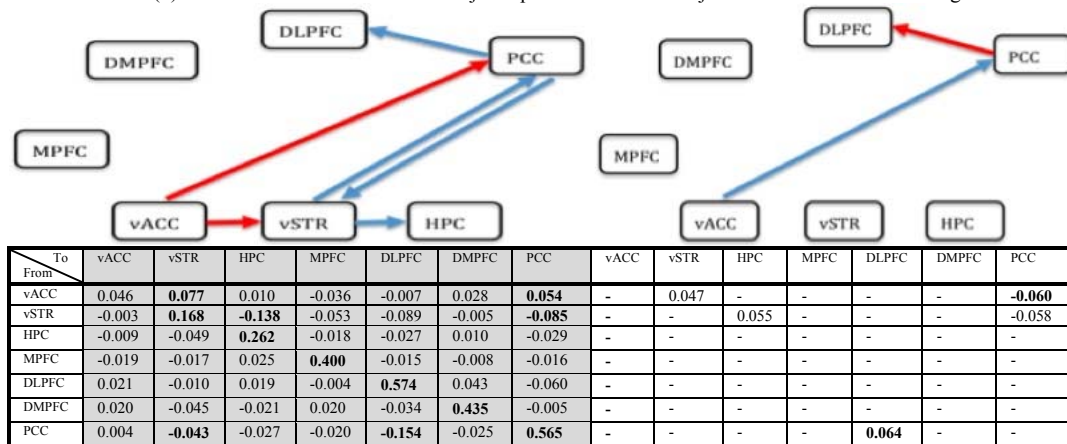 DLPFC
DMPFC
PCC
MPFC
vACC
vSTR
HPC
DLPFC
DMPFC
PCC
MPFC
vACC
vSTR
HPC
To From vACC vSTR HPC MPFC DLPFC DMPFC PCC vACC vSTR HPC MPFC DLPFC DMPFC PCC
vACC 0.046 0.077 0.010 -0.036 -0.007 0.028 0.054 - 0.047 - - - - -0.060
vSTR -0.003 0.168 -0.138 -0.053 -0.089 -0.005 -0.085 - - 0.055 - - - -0.058
HPC -0.009 -0.049 0.262 -0.018 -0.027 0.010 -0.029 - - - - - - -
MPFC -0.019 -0.017 0.025 0.400 -0.015 -0.008 -0.016 - - - - - - -
DLPFC 0.021 -0.010 0.019 -0.004 0.574 0.043 -0.060 - - - - - - -
DMPFC 0.020 -0.045 -0.021 0.020 -0.034 0.435 -0.005 - - - - - - -
PCC 0.004 -0.043 -0.027 -0.020 -0.154 -0.025 0.565 - - - - 0.064 - -